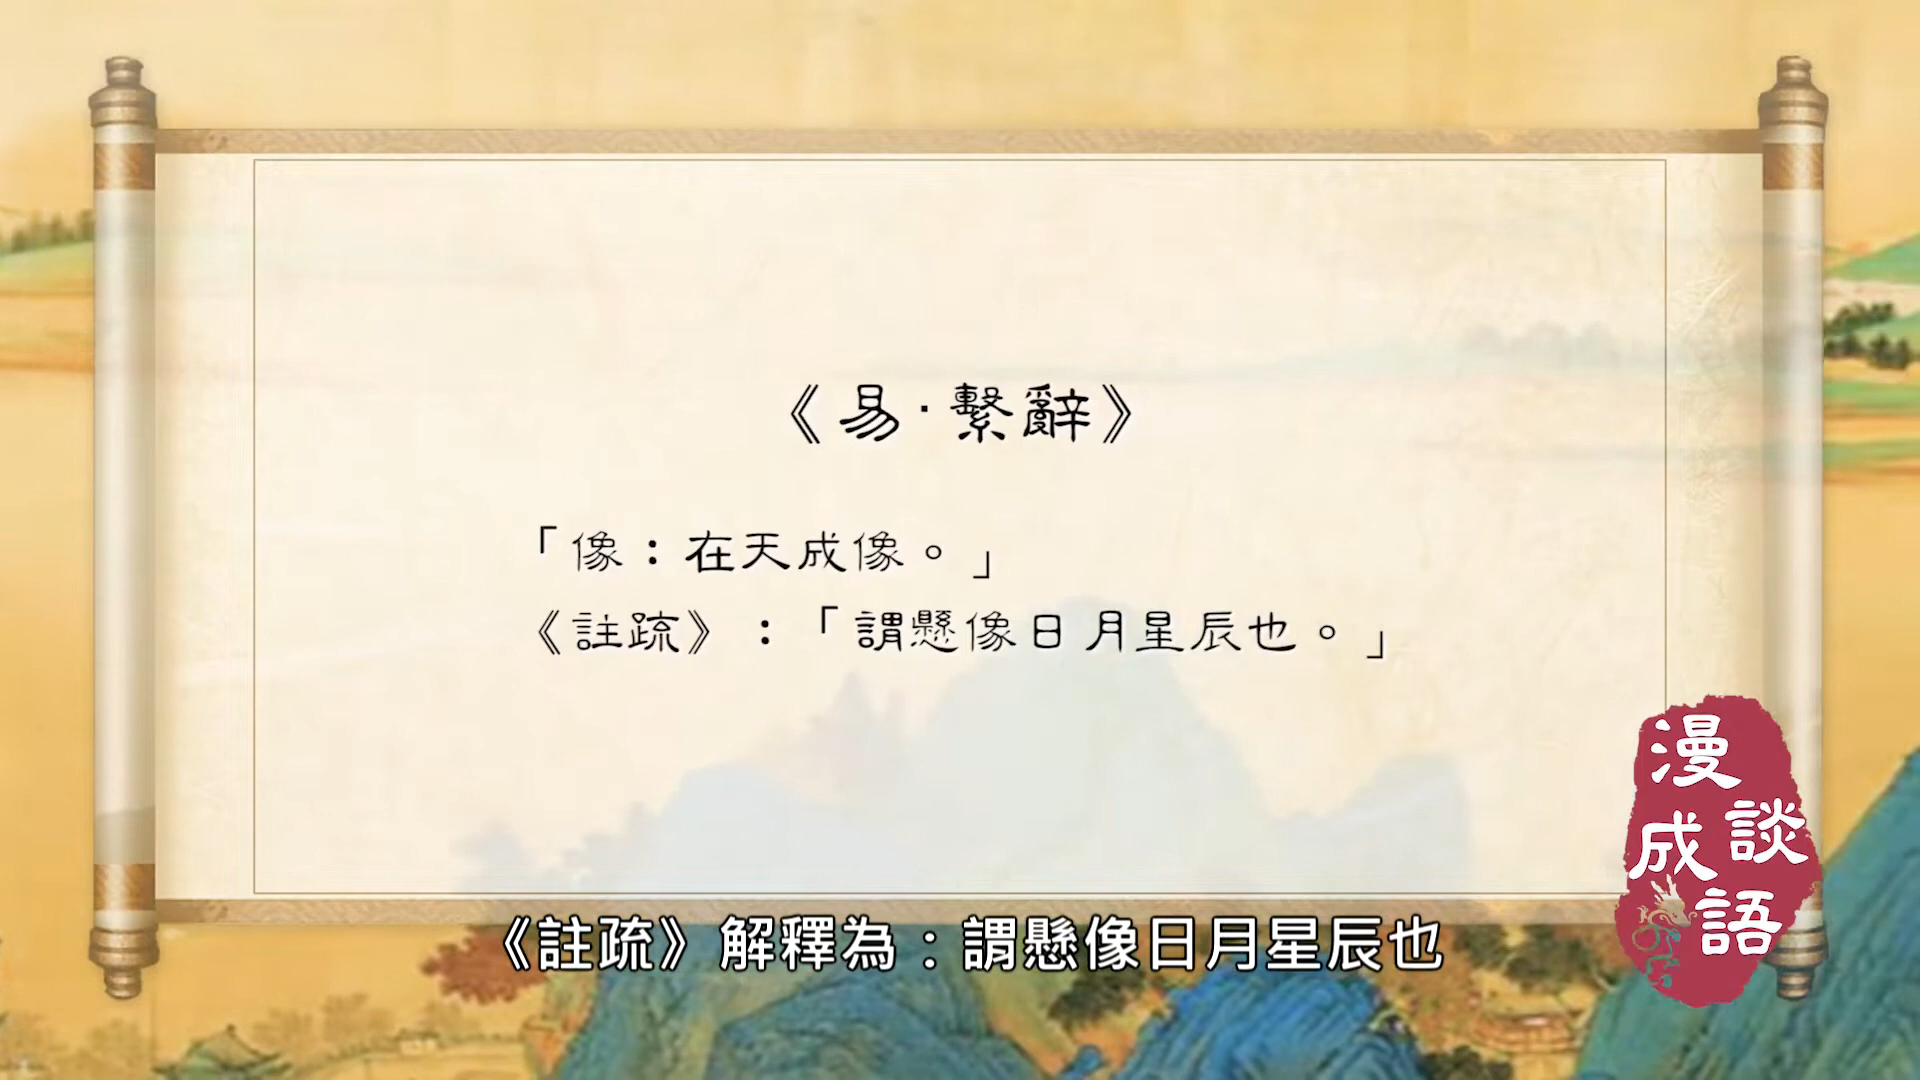 《易·繫辭》
「像：在天成像。」
《註疏》：「謂懸像日月星辰也。」
漫談成語
《註疏》解釋為：謂懸像日月星辰也